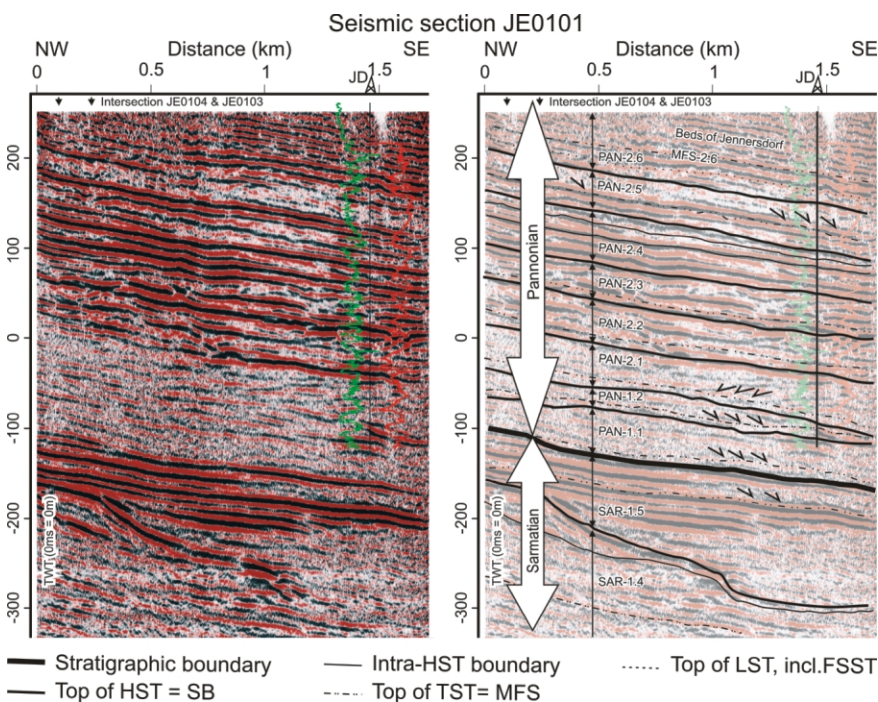 Seismic section JE0101
NW Distance (km) SE
0 0.5 1 1.5
JD
Intersection JE0104 & JE0103
200
100
0
-100
-200
-300
TWT (0ms = 0m)
NW Distance (km) SE
0 0.5 1 1.5
JD
Intersection JE0104 & JE0103
Beds of Jennersdorf
MFS-2.6
PAN-2.6
PAN-2.5
PAN-2.4
PAN-2.3
PAN-2.2
PAN-2.1
PAN-1.2
PAN-1.1
SAR-1.5
SAR-1.4
Pannonian
Sarmatian
200
100
0
-100
-200
-300
TWT (0ms = 0m)
Stratigraphic boundary
Intra-HST boundary
Top of LST, incl.FSST
Top of HST = SB
Top of TST= MFS